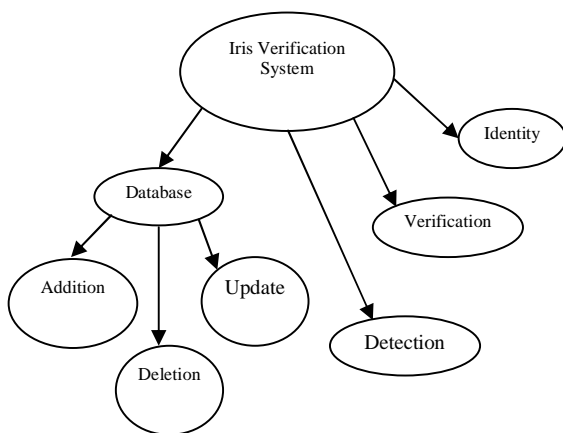 Iris Verification
System
Identity
Database
Verification
Addition
Update
Detection
Deletion